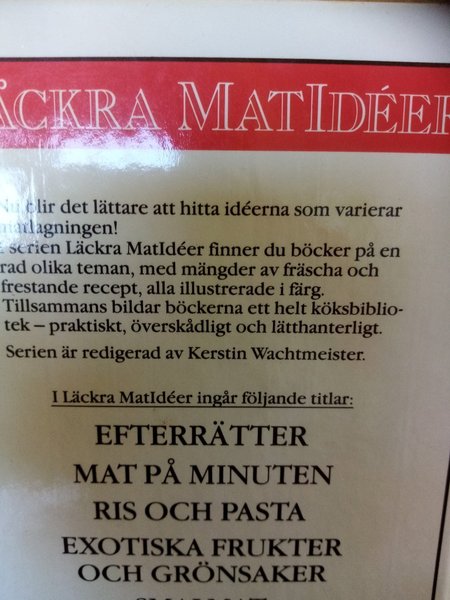 LÄCKRA MATIDÉER
Nu blir det lättare att hitta idéerna som varierar
matlagningen!
I serien Läckra MatIdéer finner du böcker på en
rad olika teman, med mängder av fräscha och
frestande recept, alla illustrerade i färg.
Tillsammans bildar böckerna ett helt köksbiblio-
tek – praktiskt, överskådligt och lätthanterligt.
Serien är redigerad av Kerstin Wachtmeister.
I Läckra MatIdéer ingår följande titlar:
EFTERRÄTTER
MAT PÅ MINUTEN
RIS OCH PASTA
EXOTISKA FRUKTER
OCH GRÖNSAKER